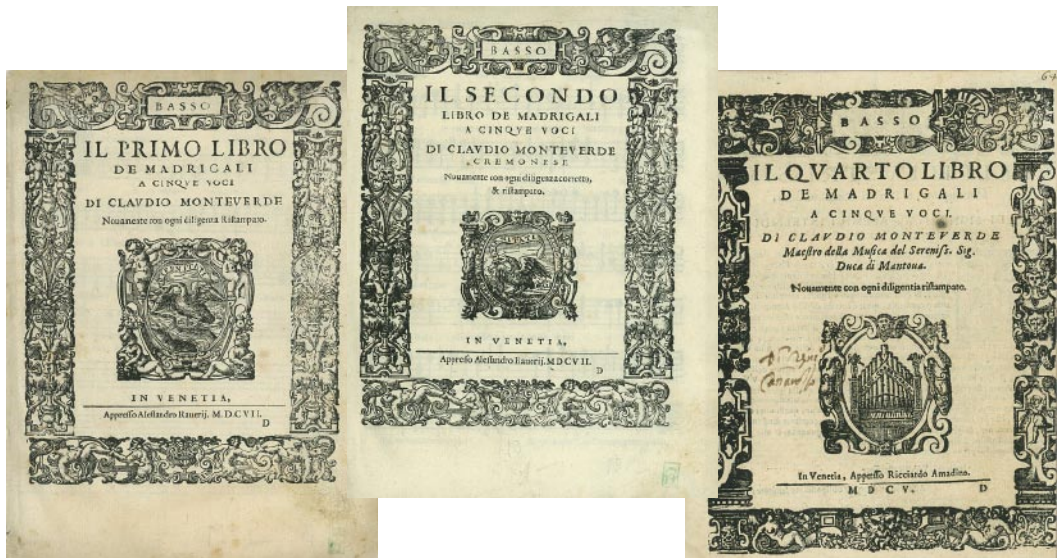 BASSO
IL PRIMO LIBRO
DE MADRIGALI
A CINQVE VOCI
DI CLAVDIO MONTEVERDE
Nouamente con ogni diligenza Ristampato.
IN VENETIA,
Appresso Alessandro Rauerij. M.D.CVII.
D
BASSO
IL SECONDO
LIBRO DE MADRIGALI
A CINQVE VOCI
DI CLAVDIO MONTEVERDE
CREMONESE
Nouamente con ogni diligenza corretto,
& ristampato.
IN VENETIA,
Appresso Alessandro Rauerij. MDCVII.
D
64
BASSO
IL QVARTO LIBRO
DE MADRIGALI
A CINQVE VOCI.
DI CLAVDIO MONTEVERDE
Maestro della Musica del Sereniss. Sig.
Duca di Mantoua.
Nouamente con ogni diligentia ristampato.
In Venetia, Appresso Ricciardo Amadino.
M D C V.
D